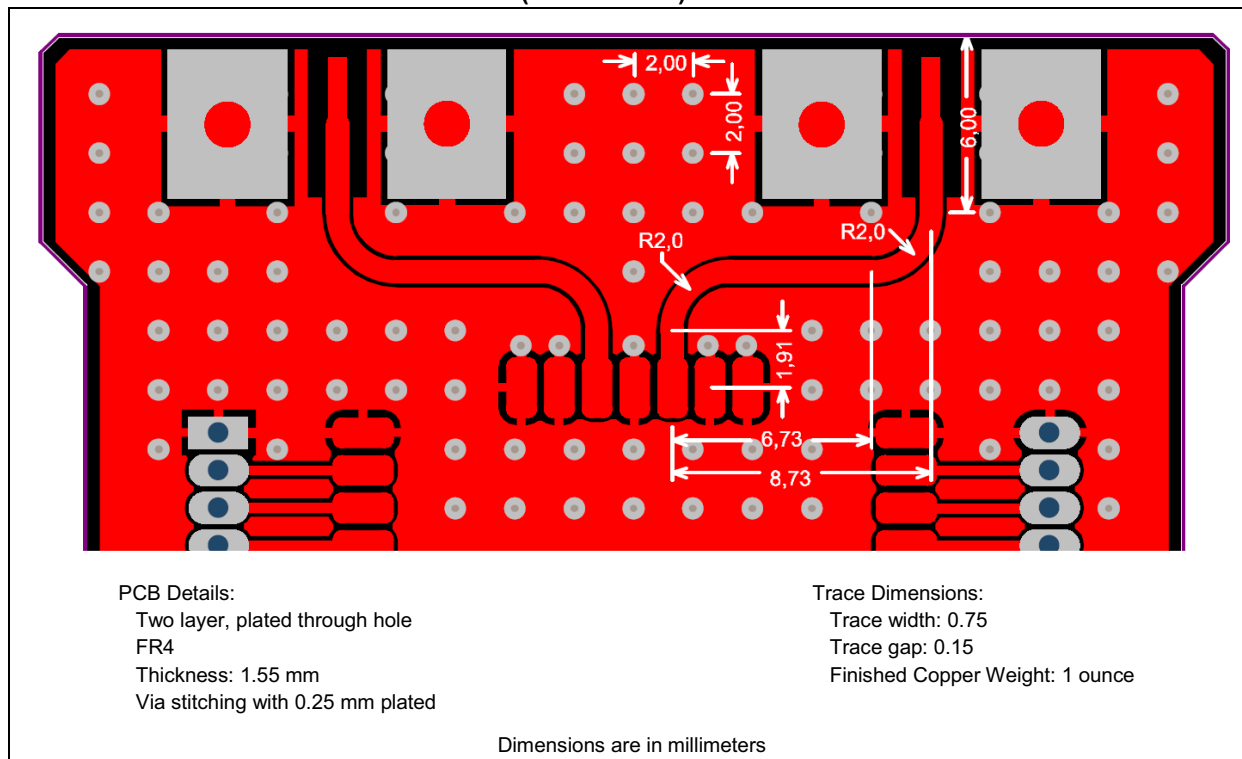 2,00
2,00
6,00
R2,0
R2,0
1,91
6,73
8,73
PCB Details:
Two layer, plated through hole
FR4
Thickness: 1.55 mm
Via stitching with 0.25 mm plated
Trace Dimensions:
Trace width: 0.75
Trace gap: 0.15
Finished Copper Weight: 1 ounce
Dimensions are in millimeters